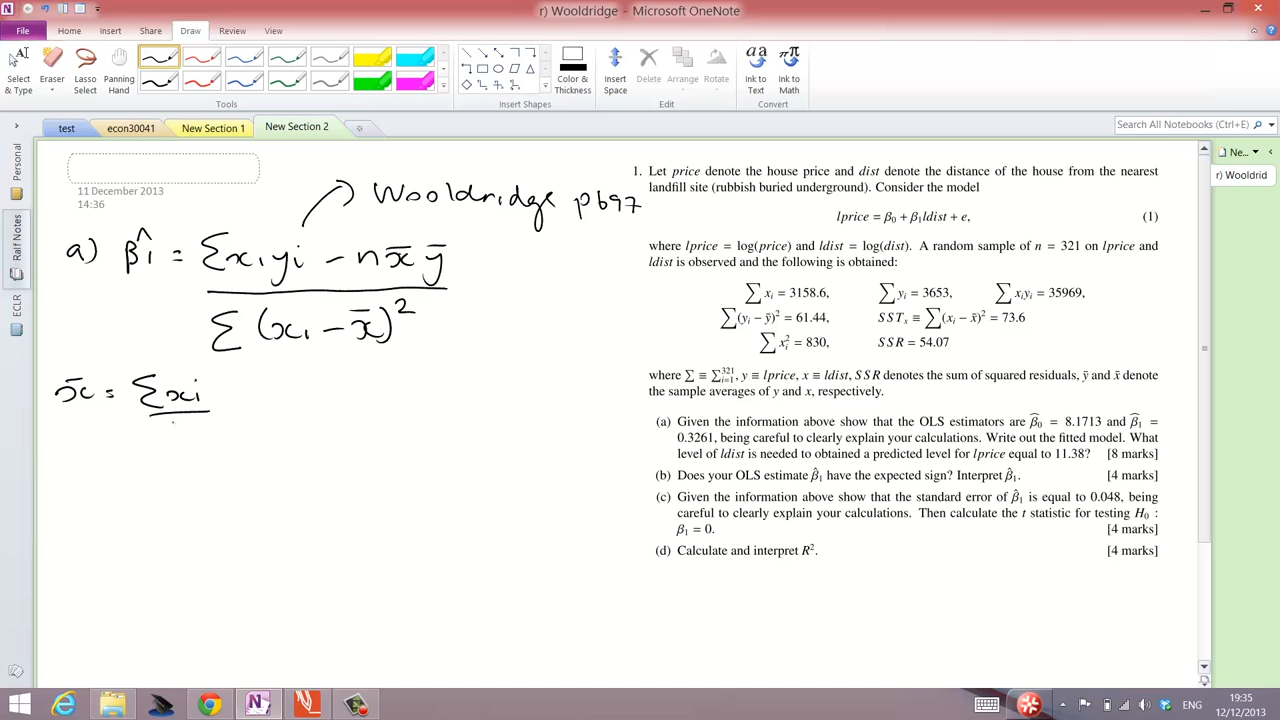 r) Wooldridge - Microsoft OneNote
File Home Insert Share Draw Review View
Select & Type
Eraser
Lasso Select
Panning Hand
Color & Thickness
Insert Space
Delete
Arrange
Rotate
Ink to Text
Ink to Math
Tools
Insert Shapes
Edit
Convert
test
econ30041
New Section 1
New Section 2
Search All Notebooks (Ctrl+E)
Personal
Ralf Notes
ECCR
Ne...
r) Wooldrid
11 December 2013
14:36
→ Wooldridge p697
a) β̂1 = Σxiyi - nx̄ȳ
Σ(xi - x̄)²
x̄ = Σxi
1. Let price denote the house price and dist denote the distance of the house from the nearest
landfill site (rubbish buried underground). Consider the model
lprice = β0 + β1ldist + e, (1)
where lprice = log(price) and ldist = log(dist). A random sample of n = 321 on lprice and
ldist is observed and the following is obtained:
∑ xi = 3158.6, ∑ yi = 3653, ∑ xiyi = 35969,
∑(yi − ȳ)² = 61.44, SSTx ≡ ∑(xi − x̄)² = 73.6
∑ xi² = 830, SSR = 54.07
where ∑ ≡ ∑³²¹i=1, y ≡ lprice, x ≡ ldist, SSR denotes the sum of squared residuals, ȳ and x̄ denote
the sample averages of y and x, respectively.
(a) Given the information above show that the OLS estimators are β̂0 = 8.1713 and β̂1 =
0.3261, being careful to clearly explain your calculations. Write out the fitted model. What
level of ldist is needed to obtained a predicted level for lprice equal to 11.38? [8 marks]
(b) Does your OLS estimate β̂1 have the expected sign? Interpret β̂1. [4 marks]
(c) Given the information above show that the standard error of β̂1 is equal to 0.048, being
careful to clearly explain your calculations. Then calculate the t statistic for testing H0 :
β1 = 0. [4 marks]
(d) Calculate and interpret R². [4 marks]
ENG
19:35
12/12/2013